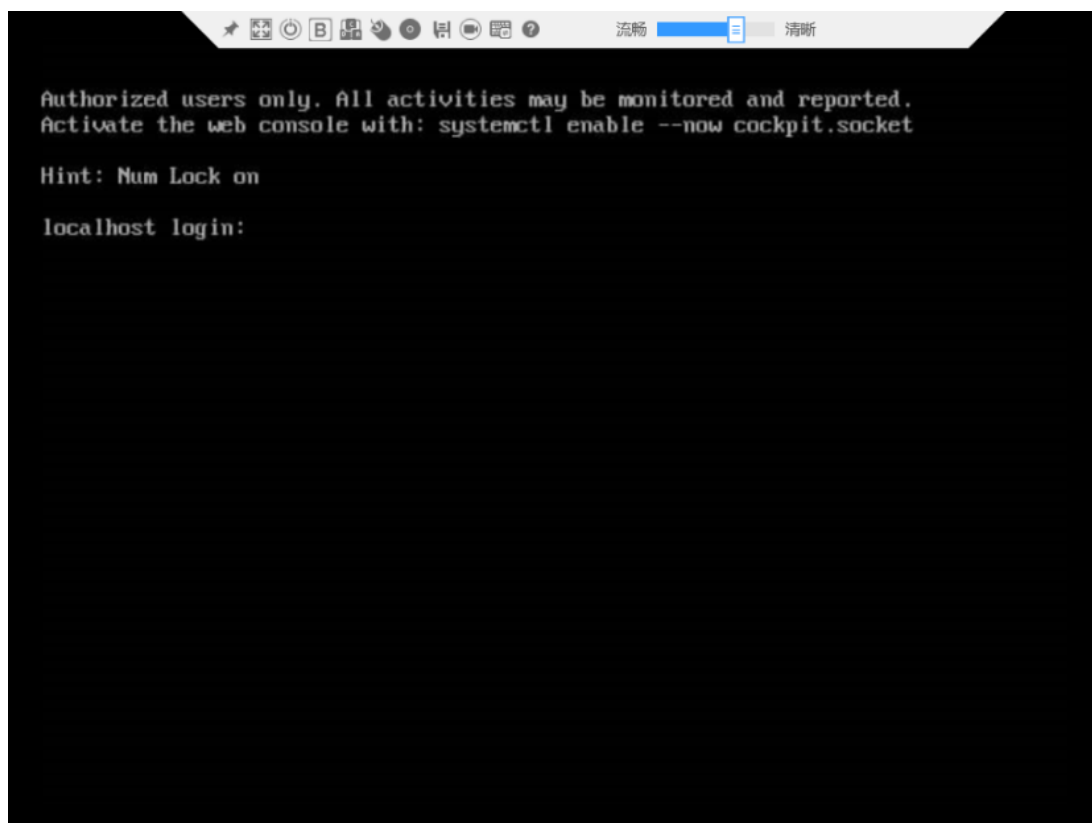 B 流畅 清晰
Authorized users only. All activities may be monitored and reported.
Activate the web console with: systemctl enable --now cockpit.socket
Hint: Num Lock on
localhost login: